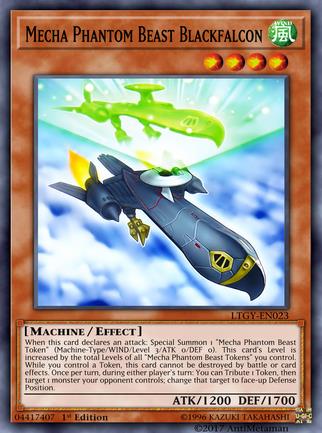 MECHA PHANTOM BEAST BLACKFALCON
WIND
風
LTGY-EN023
[MACHINE / EFFECT]
When this card declares an attack: Special Summon 1 "Mecha Phantom Beast
Token" (Machine-Type/WIND/Level 3/ATK 0/DEF 0). This card's Level is
increased by the total Levels of all "Mecha Phantom Beast Tokens" you control.
While you control a Token, this card cannot be destroyed by battle or card
effects. Once per turn, during either player's turn: You can Tribute 1 Token, then
target 1 monster your opponent controls; change that target to face-up Defense
Position.
ATK/1200 DEF/1700
04417407 1st Edition ©1996 KAZUKI TAKAHASHI
©2017 AntiMetaman